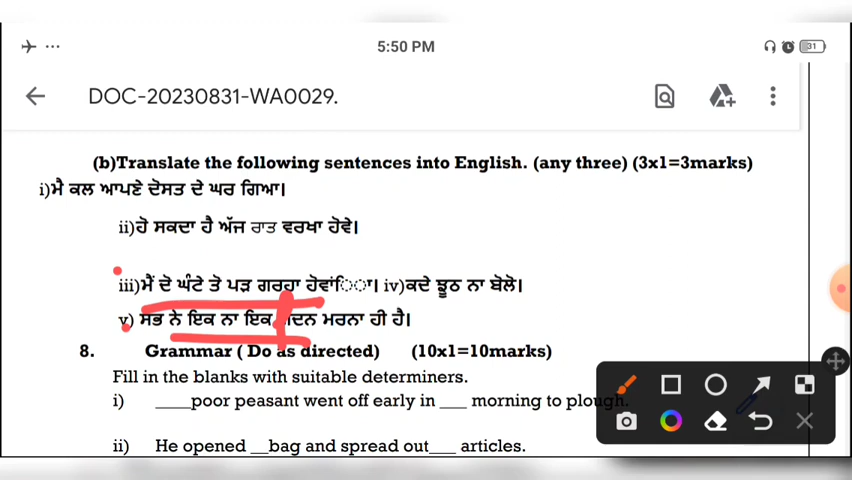 5:50 PM
31
DOC-20230831-WA0029.
(b)Translate the following sentences into English. (any three) (3x1=3marks)
i)ਮੈ ਕਲ ਆਪਣੇ ਦੋਸਤ ਦੇ ਘਰ ਗਿਆ।
ii)ਹੋ ਸਕਦਾ ਹੈ ਅੱਜ ਰਾਤ ਵਰਖਾ ਹੋਵੇ।
iii)ਮੈਂ ਦੋ ਘੰਟੇ ਤੋ ਪੜ ਗਰਹਾ iv)ਕਦੇ ਝੂਠ ਨਾ ਬੋਲੋ।
v) ਸਭ ਨੇ ਇਕ ਨਾ ਇਕ ਮਰਨਾ ਹੀ ਹੈ।
8. Grammar ( Do as directed) (10x1=10marks)
Fill in the blanks with suitable determiners.
i) ____poor peasant went off early in ___ morning to plough.
ii) He opened __bag and spread out___ articles.